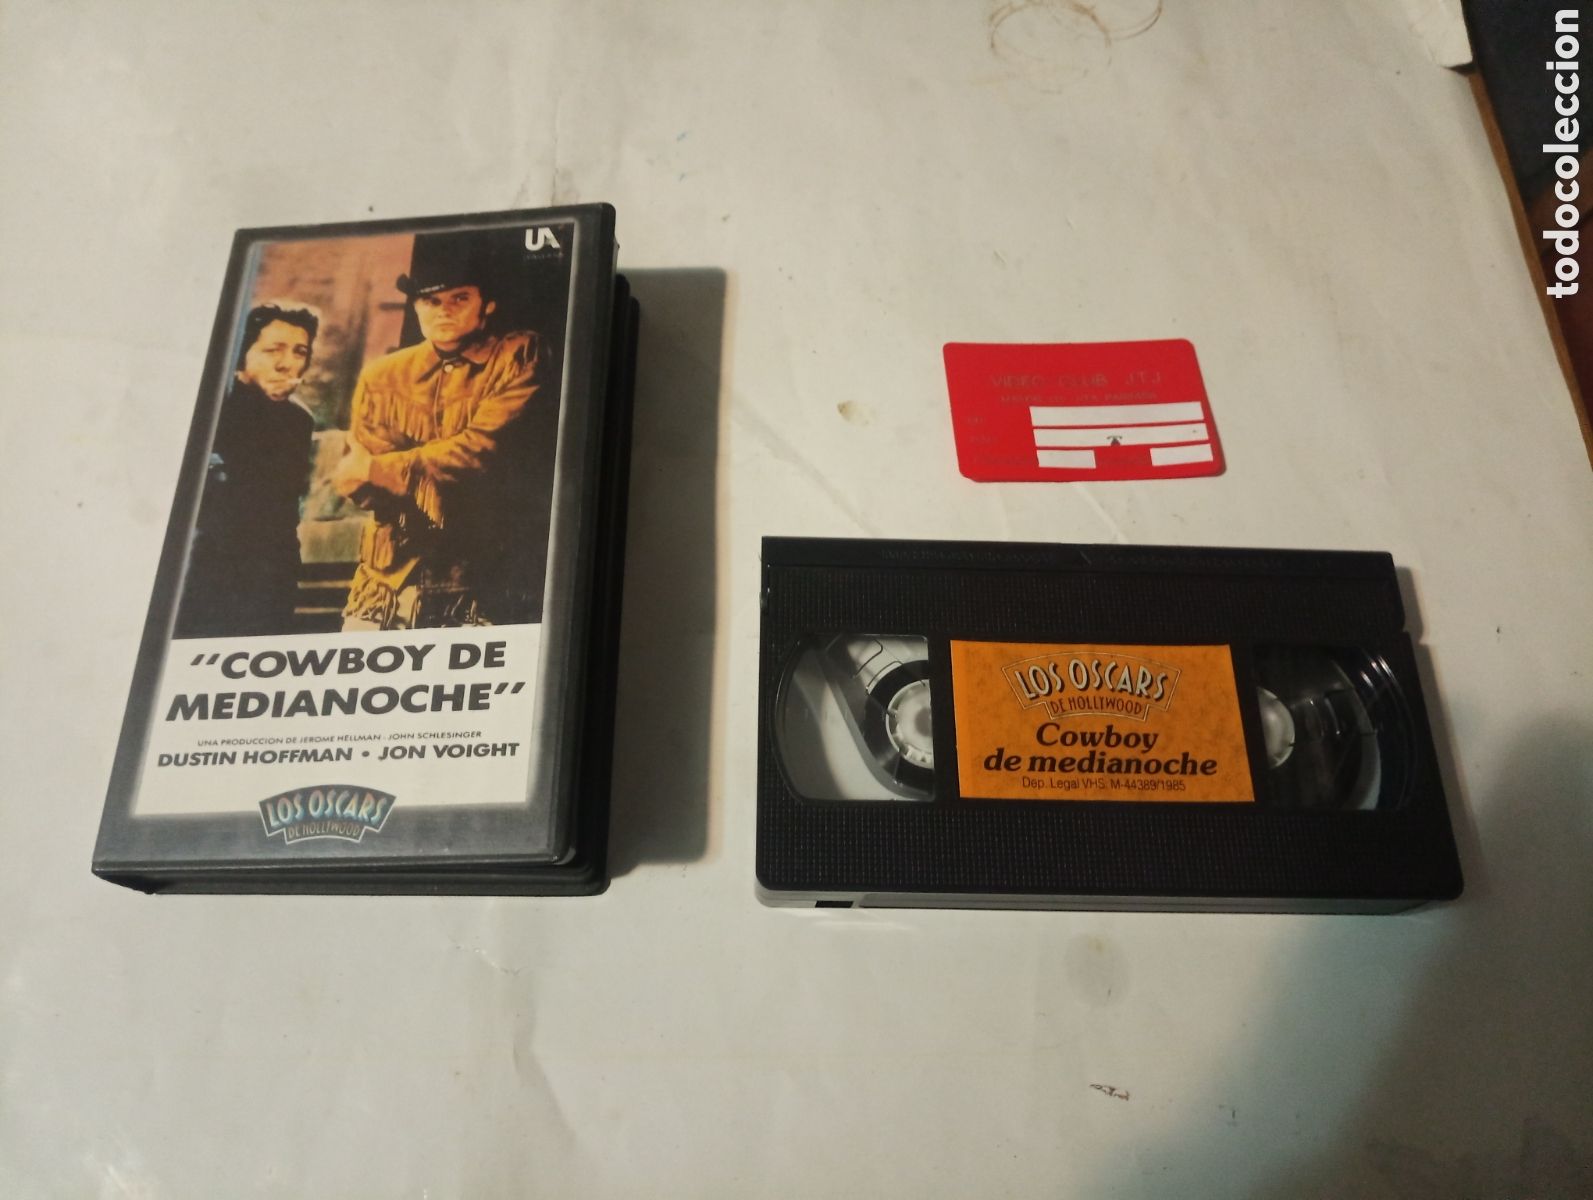 UA
"COWBOY DE
MEDIANOCHE"
UNA PRODUCCION DE JEROME HELLMAN - JOHN SCHLESINGER
DUSTIN HOFFMAN • JON VOIGHT
LOS OSCARS
DE HOLLYWOOD
VIDEO CLUB J.T.J
LOS OSCARS
DE HOLLYWOOD
Cowboy
de medianoche
Dep. Legal VHS: M-44389/1985
todocoleccion